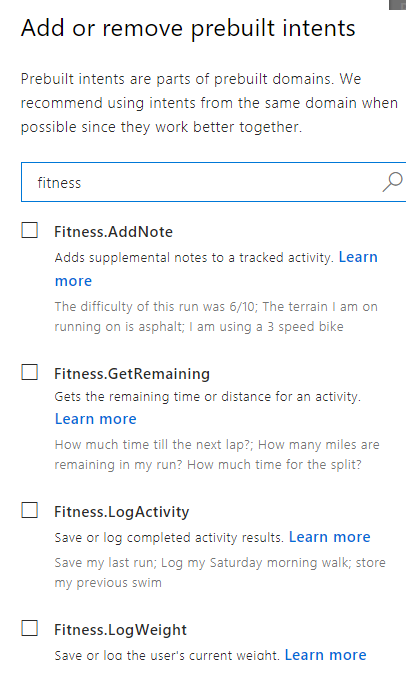 Add or remove prebuilt intents
Prebuilt intents are parts of prebuilt domains. We
recommend using intents from the same domain when
possible since they work better together.
fitness
Fitness.AddNote
Adds supplemental notes to a tracked activity. Learn
more
The difficulty of this run was 6/10; The terrain I am on
running on is asphalt; I am using a 3 speed bike
Fitness.GetRemaining
Gets the remaining time or distance for an activity.
Learn more
How much time till the next lap?; How many miles are
remaining in my run? How much time for the split?
Fitness.LogActivity
Save or log completed activity results. Learn more
Save my last run; Log my Saturday morning walk; store
my previous swim
Fitness.LogWeight
Save or log the user's current weight. Learn more